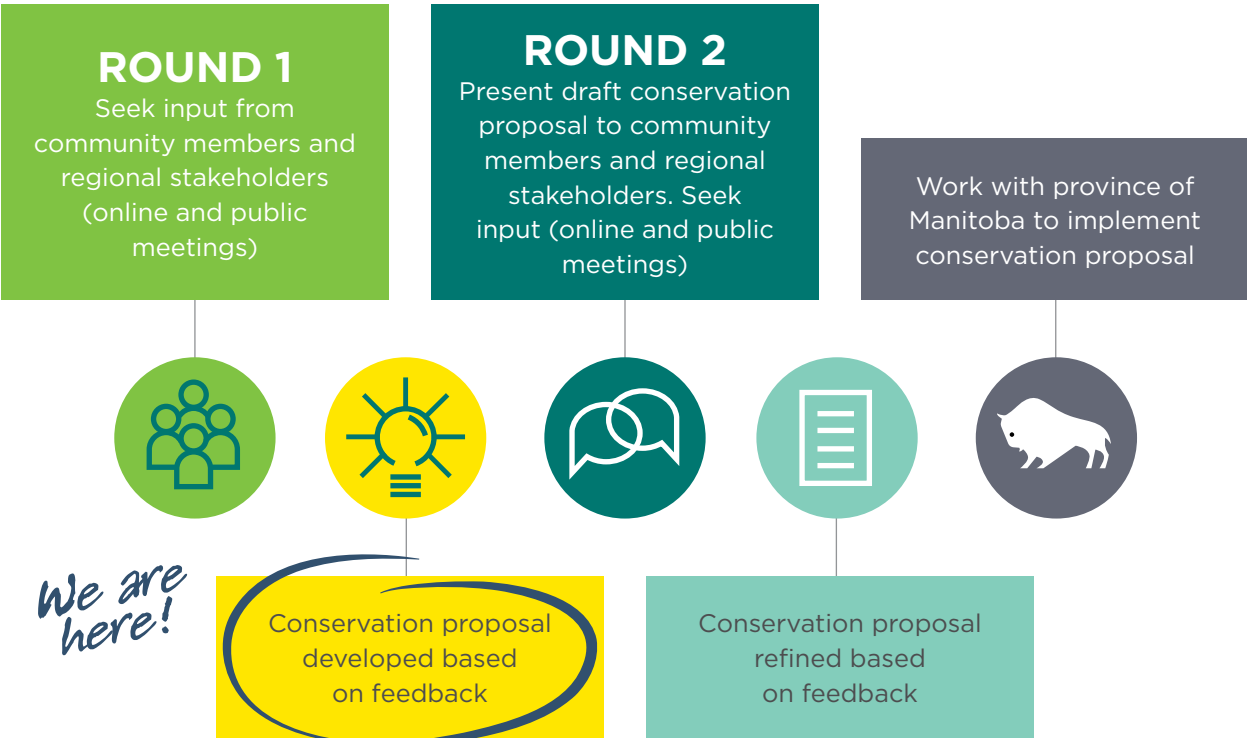 ROUND 1
Seek input from
community members and
regional stakeholders
(online and public
meetings)
ROUND 2
Present draft conservation
proposal to community
members and regional
stakeholders. Seek
input (online and public
meetings)
Work with province of
Manitoba to implement
conservation proposal
We are
here!
Conservation proposal
developed based
on feedback
Conservation proposal
refined based
on feedback